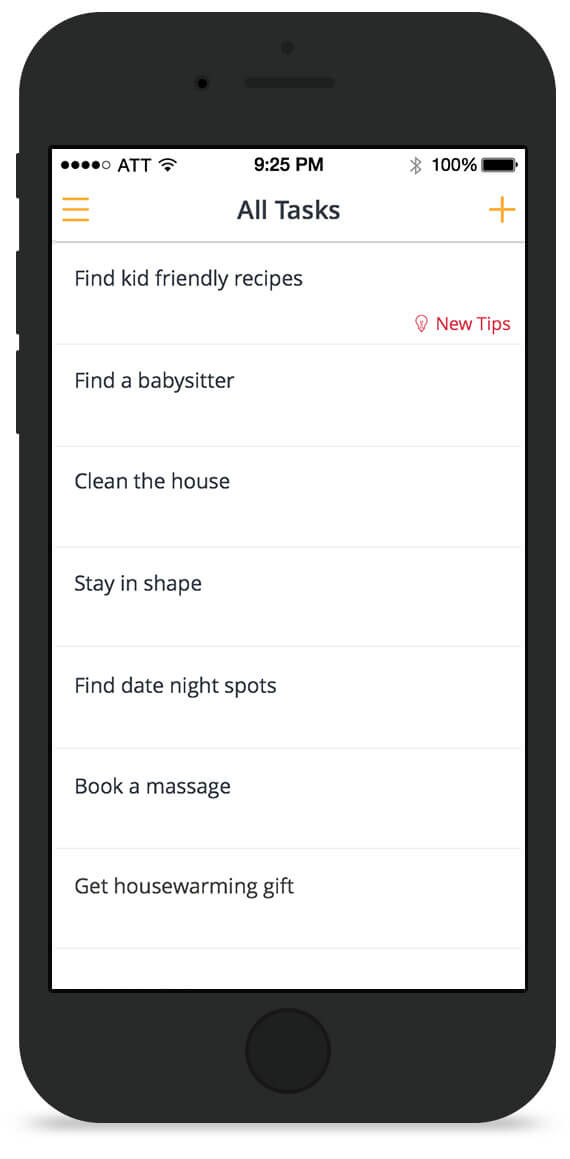 ATT 9:25 PM 100%
All Tasks
Find kid friendly recipes
New Tips
Find a babysitter
Clean the house
Stay in shape
Find date night spots
Book a massage
Get housewarming gift